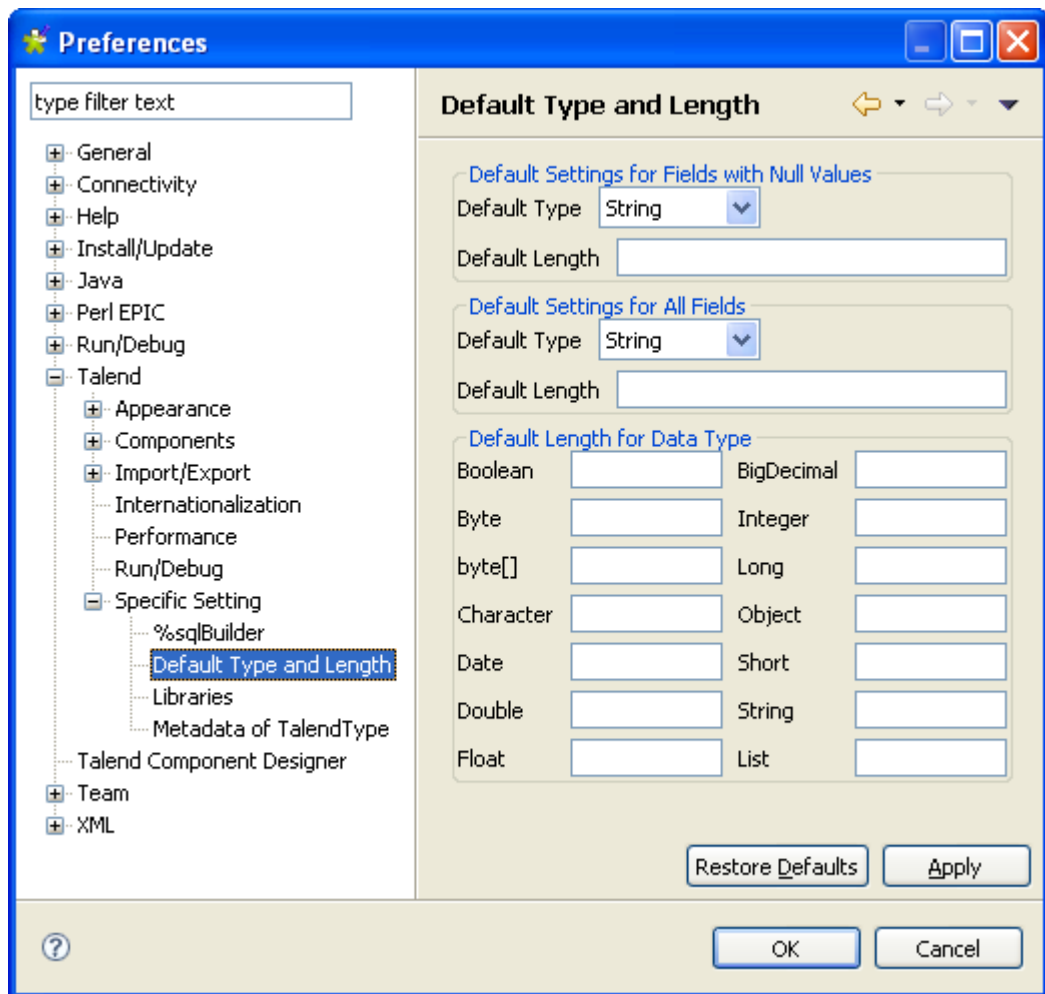 Preferences
type filter text
General
Connectivity
Help
Install/Update
Java
Perl EPIC
Run/Debug
Talend
Appearance
Components
Import/Export
Internationalization
Performance
Run/Debug
Specific Setting
%sqlBuilder
Default Type and Length
Libraries
Metadata of TalendType
Talend Component Designer
Team
XML
Default Type and Length
Default Settings for Fields with Null Values
Default Type String
Default Length
Default Settings for All Fields
Default Type String
Default Length
Default Length for Data Type
Boolean BigDecimal
Byte Integer
byte[] Long
Character Object
Date Short
Double String
Float List
Restore Defaults Apply
? OK Cancel